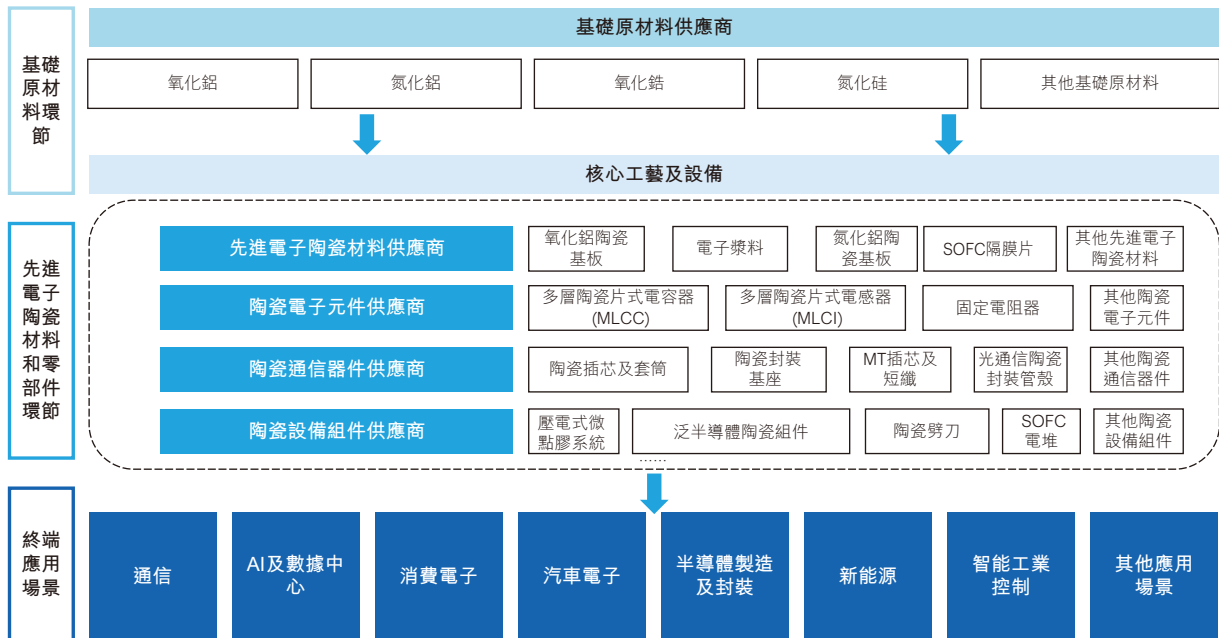 基礎
原材
料環
節
基礎原材料供應商
氧化鋁
氮化鋁
氧化鋯
氮化硅
其他基礎原材料
核心工藝及設備
先進
電子
陶瓷
材料
和零
部件
環節
先進電子陶瓷材料供應商
氧化鋁陶瓷
基板
電子漿料
氮化鋁陶
瓷基板
SOFC隔膜片
其他先進電子
陶瓷材料
陶瓷電子元件供應商
多層陶瓷片式電容器
(MLCC)
多層陶瓷片式電感器
(MLCI)
固定電阻器
其他陶瓷
電子元件
陶瓷通信器件供應商
陶瓷插芯及套筒
陶瓷封裝
基座
MT插芯及
短纖
光通信陶瓷
封裝管殼
其他陶瓷
通信器件
陶瓷設備組件供應商
壓電式微
點膠系統
泛半導體陶瓷組件
陶瓷劈刀
SOFC
電堆
其他陶瓷
設備組件
......
終端
應用
場景
通信
AI及數據中
心
消費電子
汽車電子
半導體製造
及封裝
新能源
智能工業
控制
其他應用
場景